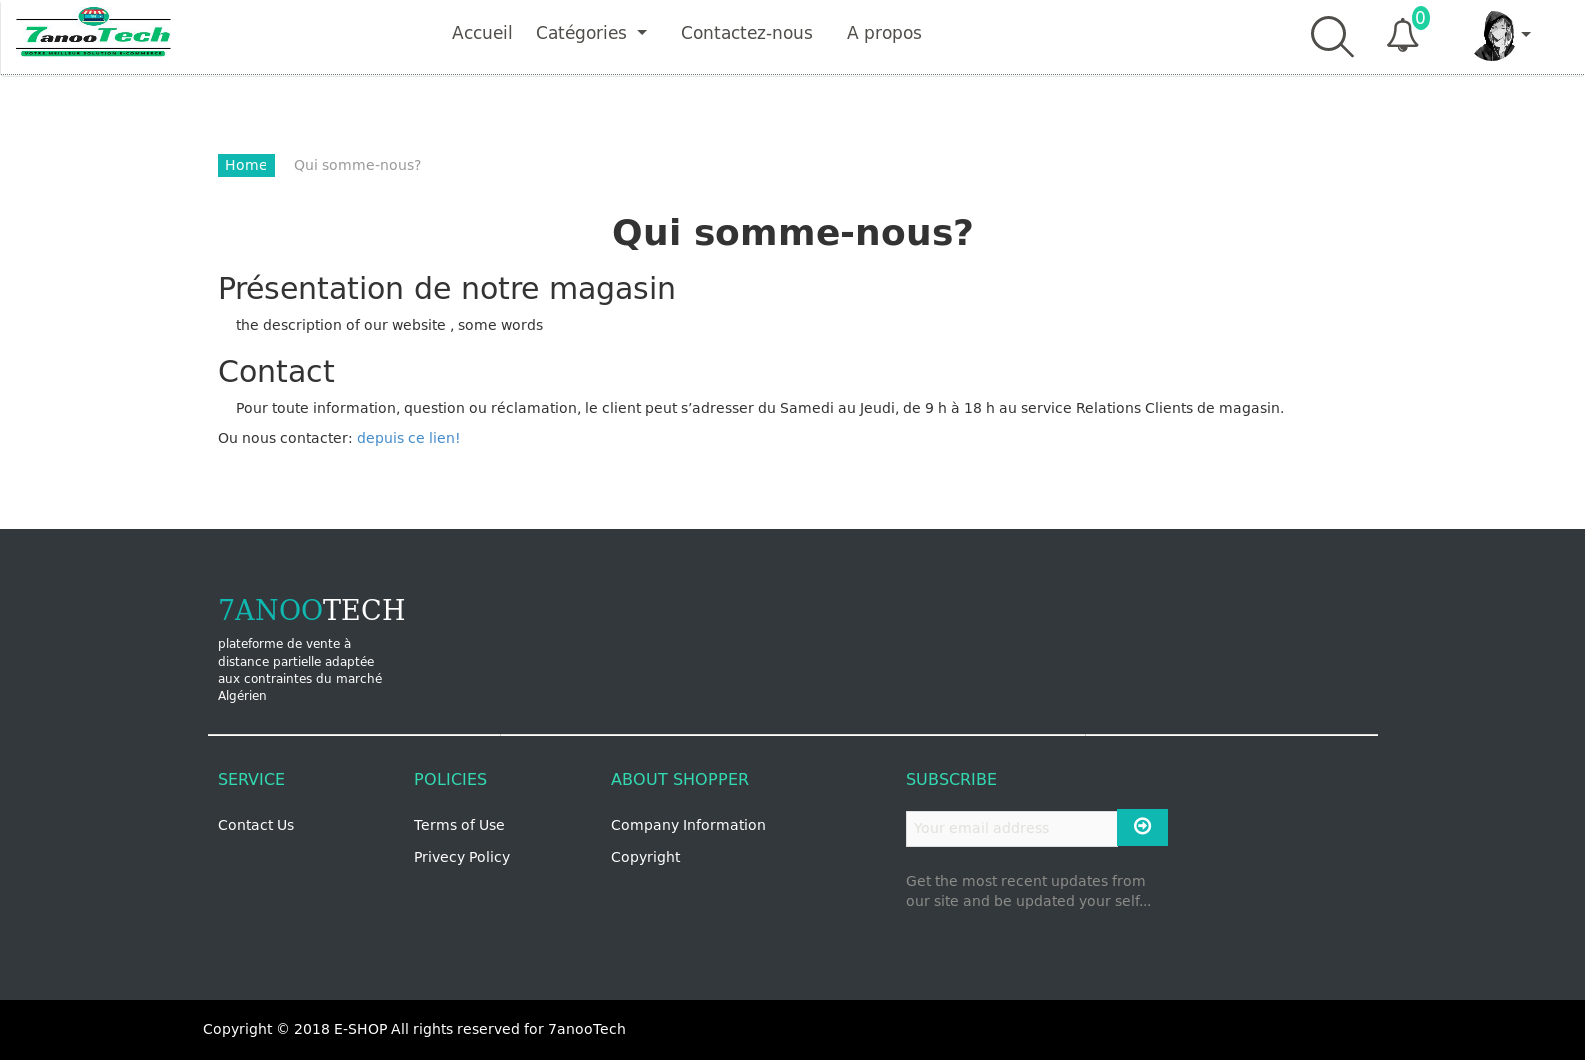 7anooTech
VOTRE MEILLEUR SOLUTION E-COMMERCE
Accueil Catégories Contactez-nous A propos
0
Home Qui somme-nous?
Qui somme-nous?
Présentation de notre magasin
the description of our website , some words
Contact
Pour toute information, question ou réclamation, le client peut s’adresser du Samedi au Jeudi, de 9 h à 18 h au service Relations Clients de magasin.
Ou nous contacter: depuis ce lien!
7ANOOTECH
plateforme de vente à
distance partielle adaptée
aux contraintes du marché
Algérien
SERVICE
Contact Us
POLICIES
Terms of Use
Privecy Policy
ABOUT SHOPPER
Company Information
Copyright
SUBSCRIBE
Your email address
Get the most recent updates from
our site and be updated your self...
Copyright © 2018 E-SHOP All rights reserved for 7anooTech